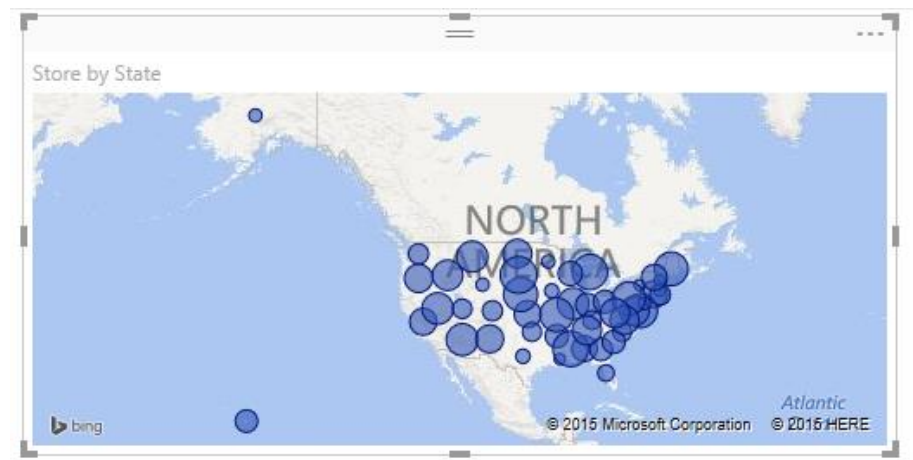 Store by State
NORTH
AMERICA
Atlantic
bing
© 2015 Microsoft Corporation © 2015 HERE